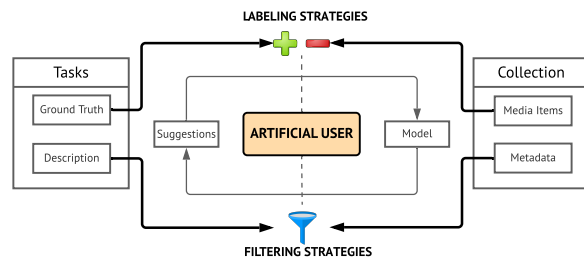 LABELING STRATEGIES
Tasks
Ground Truth
Description
Suggestions
ARTIFICIAL USER
Model
Collection
Media Items
Metadata
FILTERING STRATEGIES